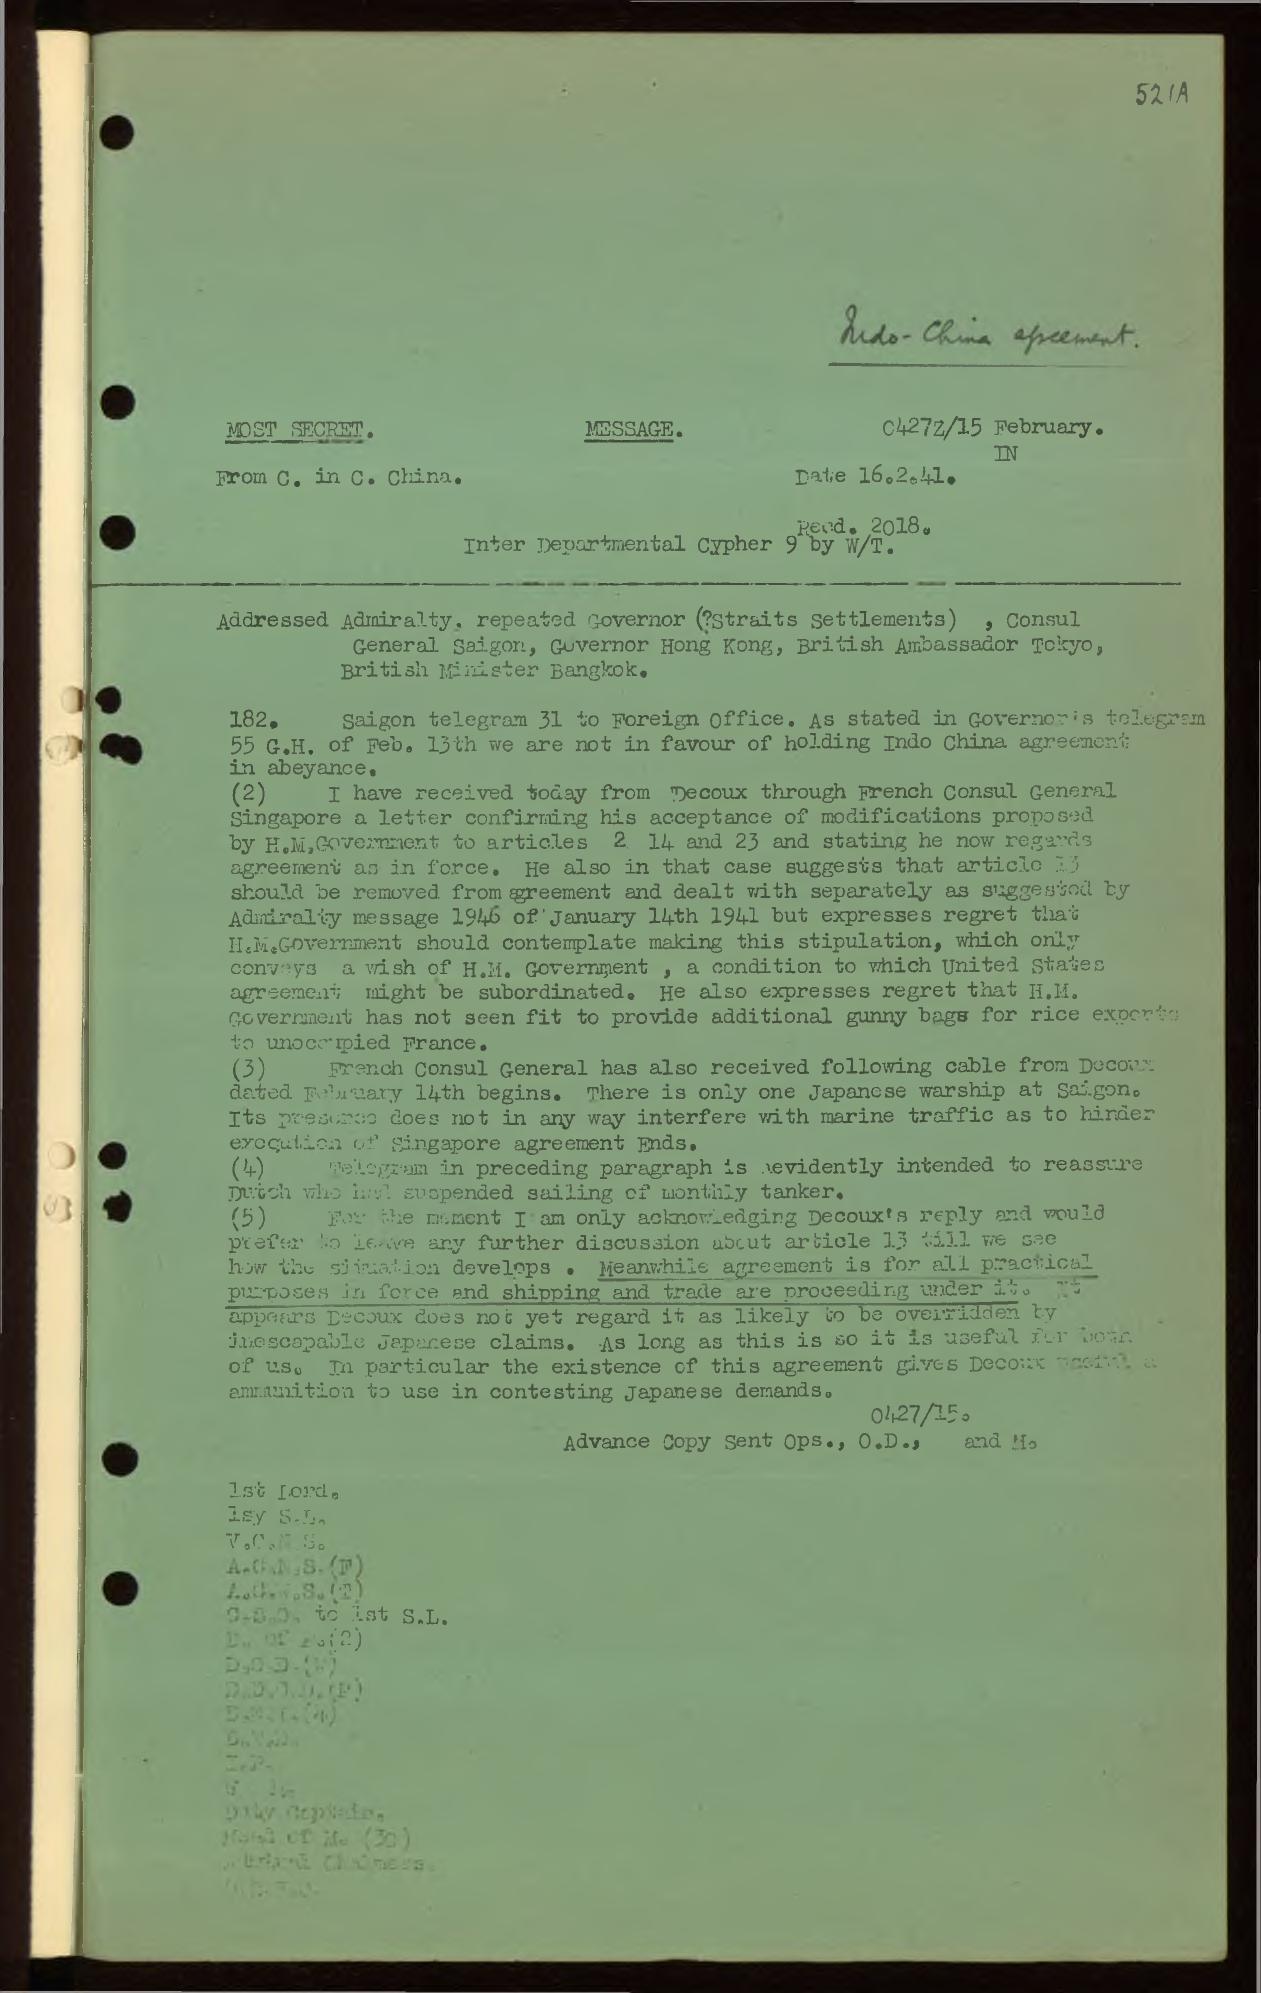 521A
Indo-China agreement.
MOST SECRET. MESSAGE. 0427Z/15 February.
IN
From C. in C. China. Date 16.2.41.
Recd. 2018.
Inter Departmental Cypher 9 by W/T.
Addressed Admiralty, repeated Governor (?Straits Settlements) , Consul
General Saigon, Governor Hong Kong, British Ambassador Tokyo,
British Minister Bangkok.
182. Saigon telegram 31 to Foreign Office. As stated in Governor's telegram
55 G.H. of Feb. 13th we are not in favour of holding Indo China agreement
in abeyance.
(2) I have received today from Decoux through French Consul General
Singapore a letter confirming his acceptance of modifications proposed
by H.M.Government to articles 2 14 and 23 and stating he now regards
agreement as in force. He also in that case suggests that article 13
should be removed from agreement and dealt with separately as suggested by
Admiralty message 1946 of January 14th 1941 but expresses regret that
H.M.Government should contemplate making this stipulation, which only
conveys a wish of H.M. Government , a condition to which United States
agreement might be subordinated. He also expresses regret that H.M.
Government has not seen fit to provide additional gunny bags for rice exports
to unoccupied France.
(3) French Consul General has also received following cable from Decoux
dated February 14th begins. There is only one Japanese warship at Saigon.
Its presence does not in any way interfere with marine traffic as to hinder
execution of Singapore agreement Ends.
(4) Telegram in preceding paragraph is evidently intended to reassure
Dutch who had suspended sailing of monthly tanker.
(5) For the moment I am only acknowledging Decoux's reply and would
prefer to leave any further discussion about article 13 till we see
how the situation develops . Meanwhile agreement is for all practical
purposes in force and shipping and trade are proceeding under it. It
appears Decoux does not yet regard it as likely to be overridden by
inescapable Japanese claims. As long as this is so it is useful for both
of us. In particular the existence of this agreement gives Decoux useful
ammunition to use in contesting Japanese demands.
0427/15.
Advance Copy Sent Ops., O.D., and M.
1st Lord.
1sy S.L.
V.C.N.S.
A.C.N.S.(F)
A.C.N.S.(T)
to 1st S.L.
(2)
D.O.D.
D.D.O.D.(F)
(4)
I.P.
Duty Captain.
Head of M. (30)